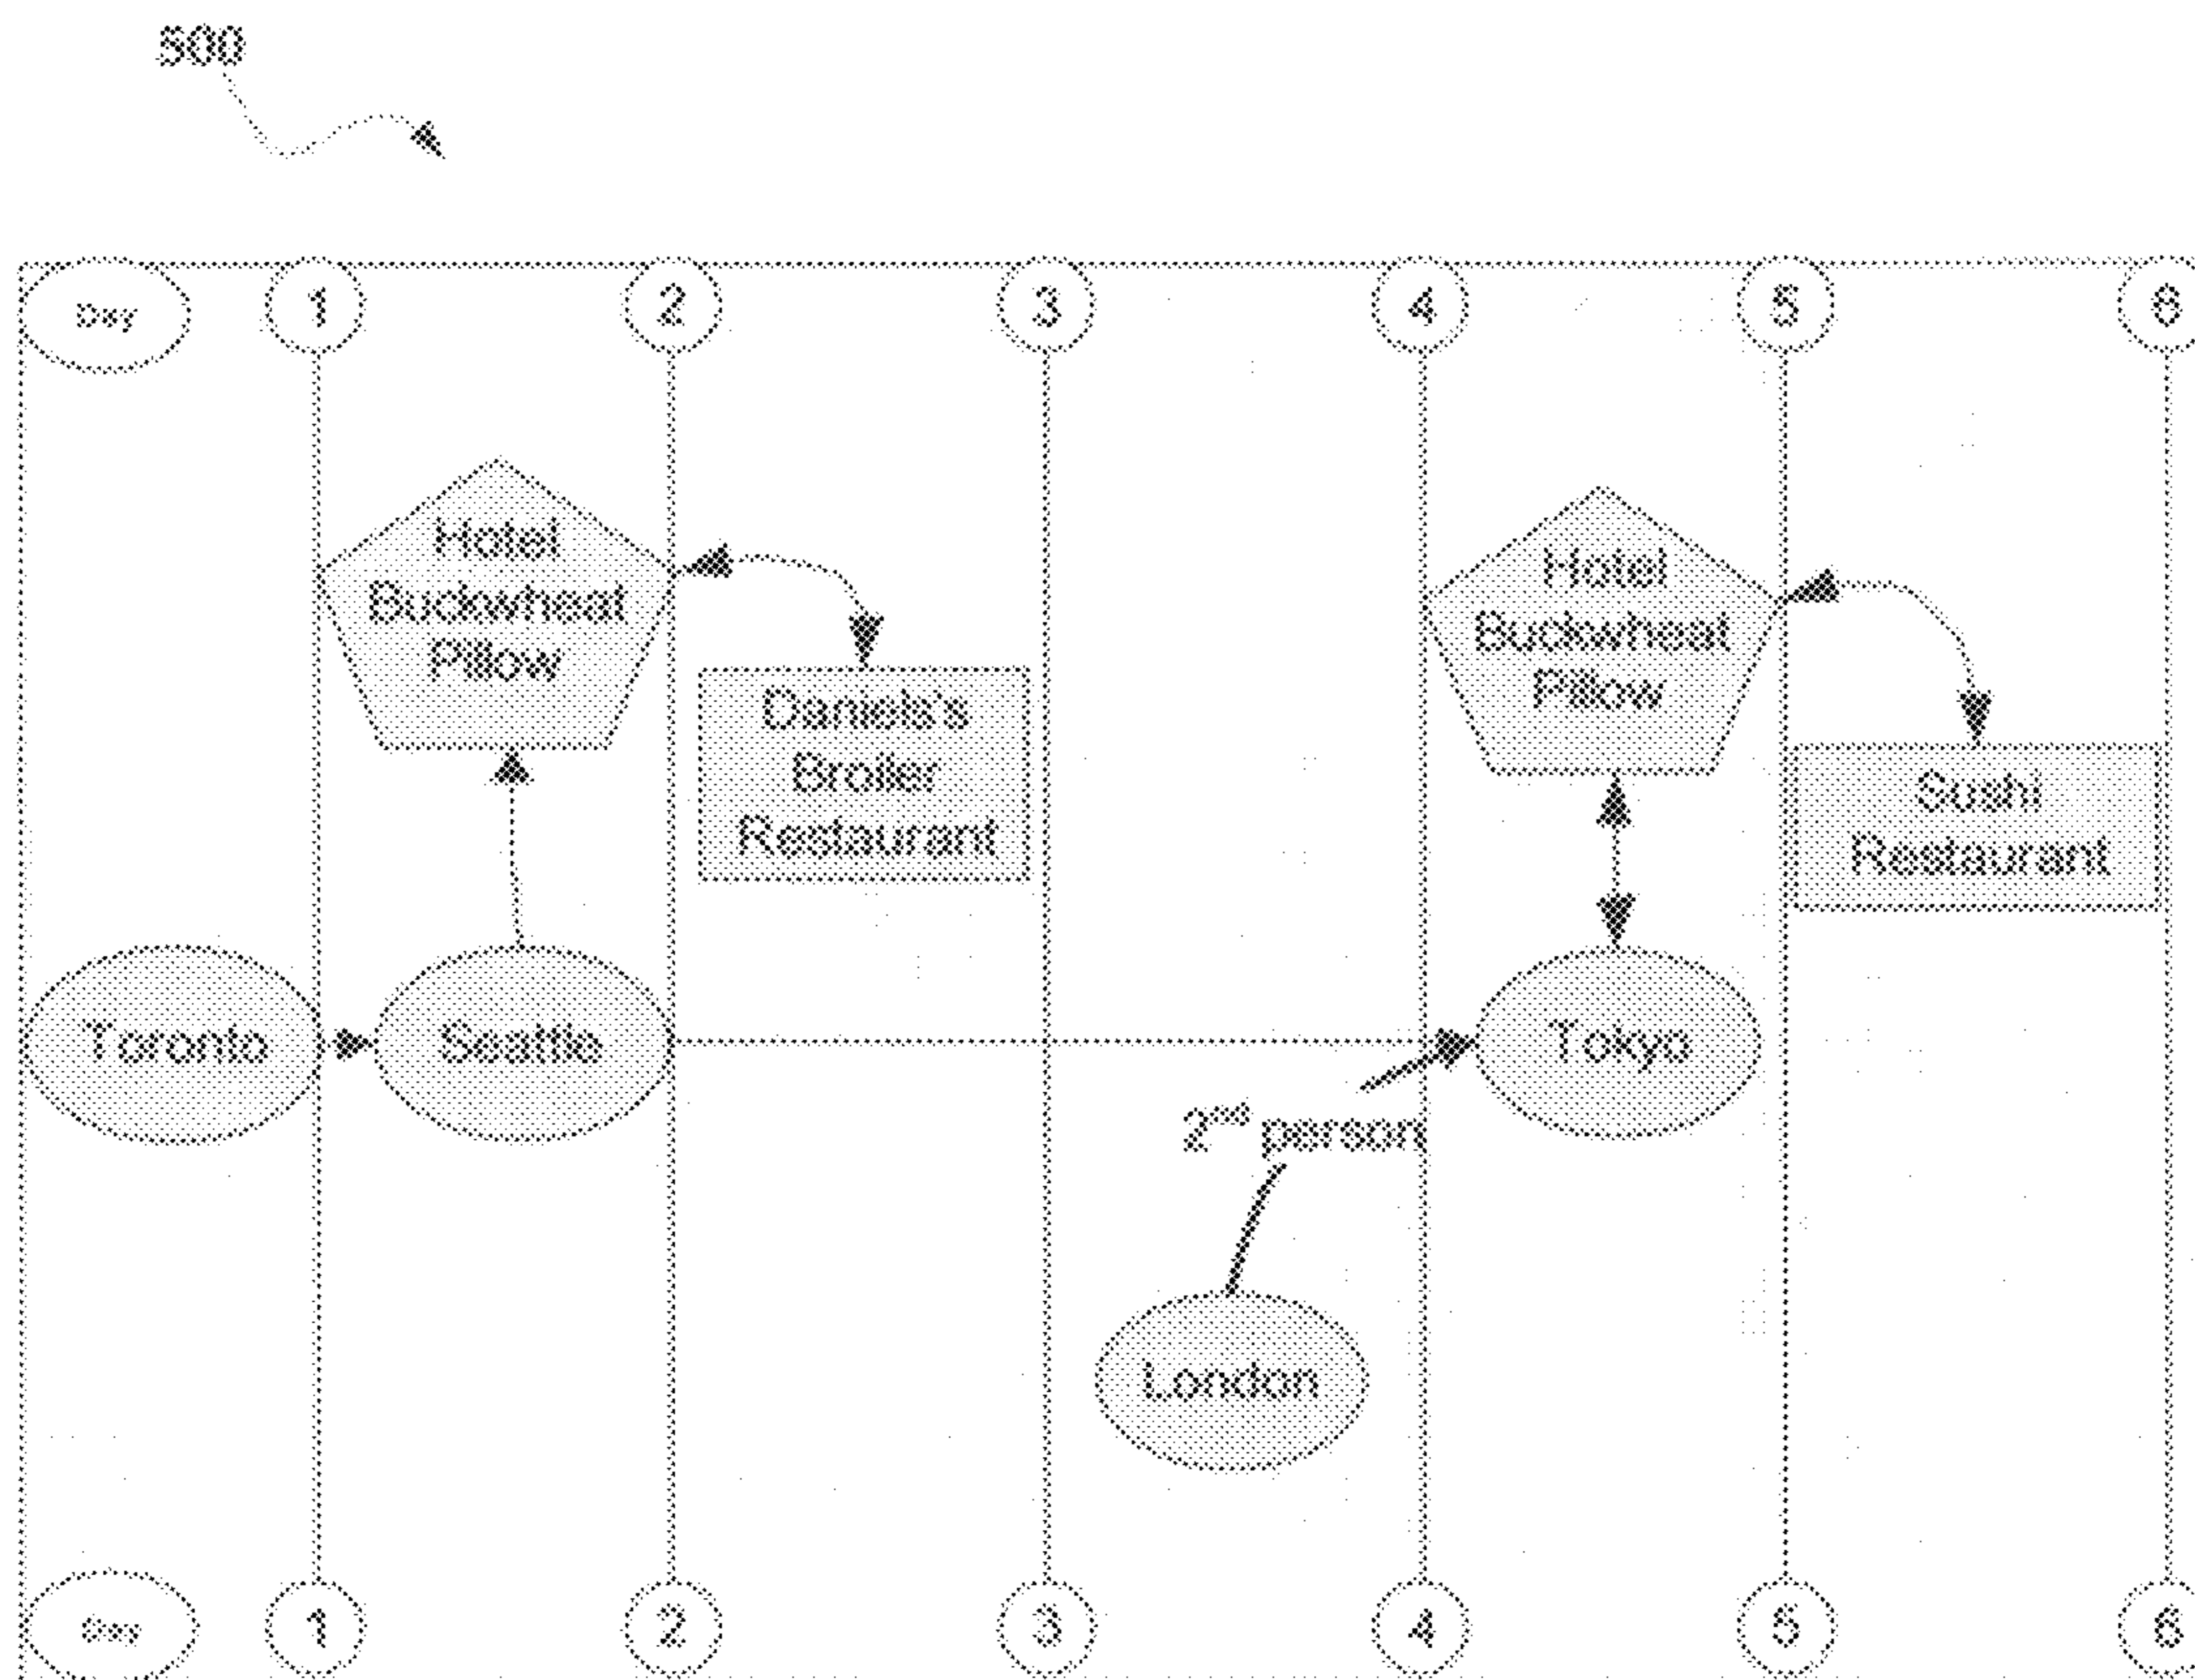 500
Day 1 2 3 4 5 6
Hotel
Buckwheat
Pillow
Daniels's
Broiler
Restaurant
Hotel
Buckwheat
Pillow
Sushi
Restaurant
Toronto
Seattle
Tokyo
2nd person
London
Day 1 2 3 4 5 6